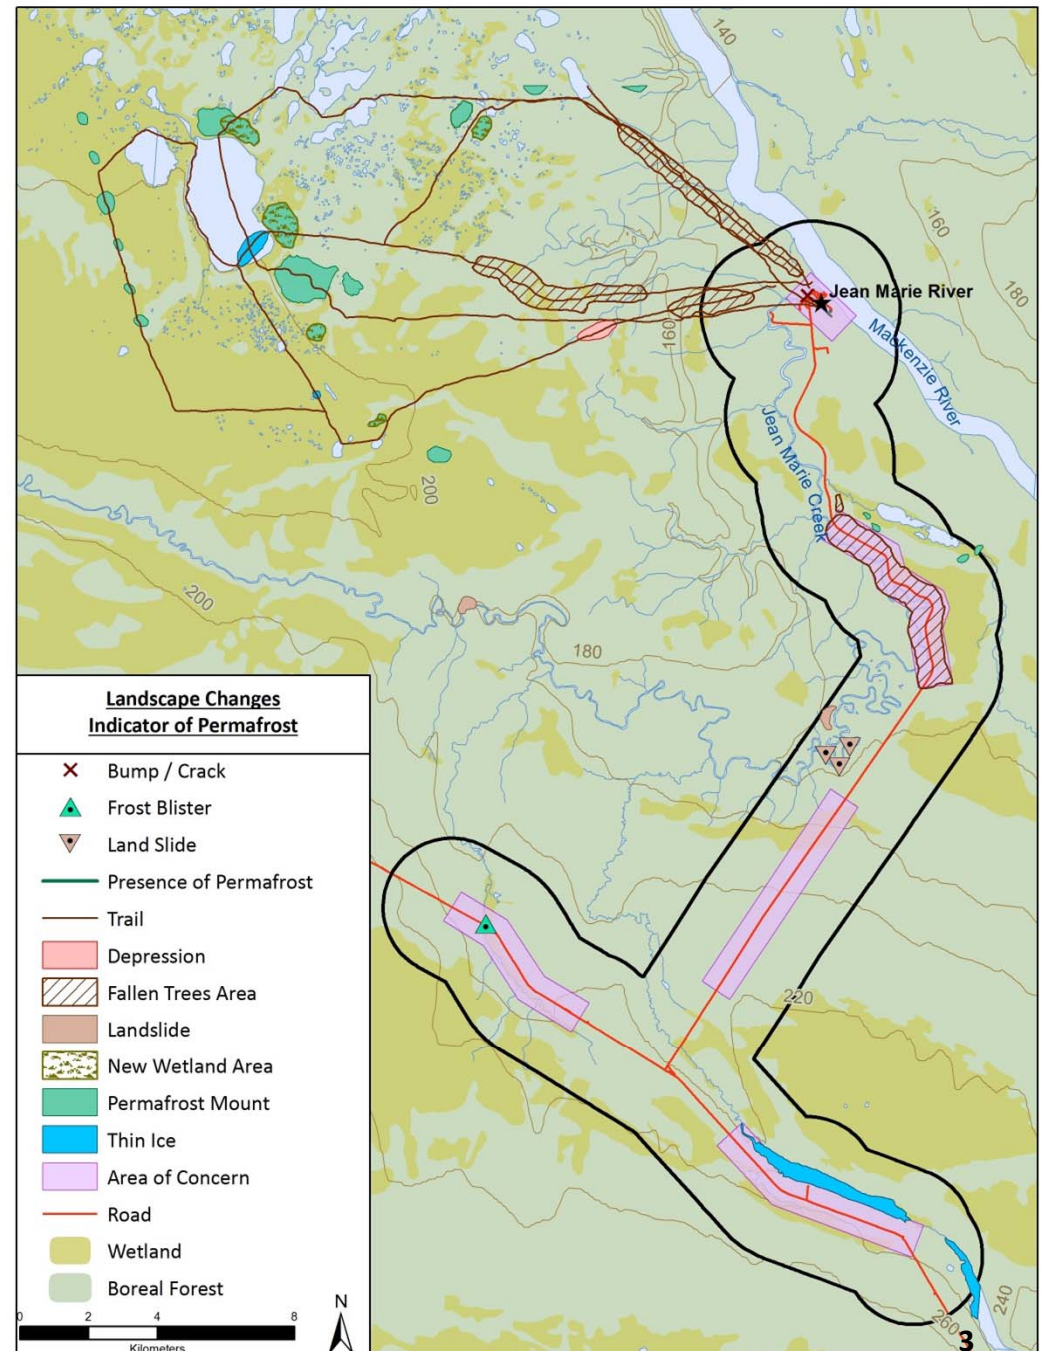 140
160
180
Jean Marie River
Mackenzie River
160
Jean Marie Creek
200
200
180
Landscape Changes
Indicator of Permafrost
Bump / Crack
Frost Blister
Land Slide
Presence of Permafrost
Trail
Depression
Fallen Trees Area
Landslide
New Wetland Area
Permafrost Mount
Thin Ice
Area of Concern
Road
Wetland
Boreal Forest
0 2 4 8
Kilometers
N
220
240
260
3